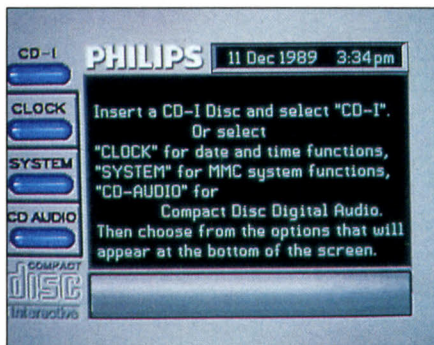 CD-I
PHILIPS
11 Dec 1989 3:34pm
CLOCK
SYSTEM
CD AUDIO
Insert a CD-I Disc and select "CD-I".
Or select
"CLOCK" for date and time functions,
"SYSTEM" for MMC system functions,
"CD-AUDIO" for
Compact Disc Digital Audio.
Then choose from the options that will
appear at the bottom of the screen.
COMPACT
disc
Interactive